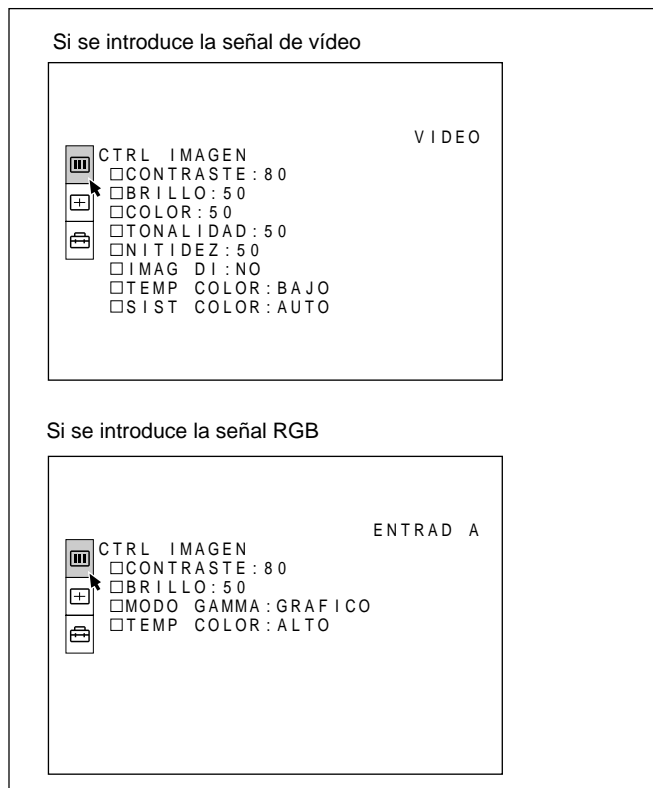 Si se introduce la señal de vídeo
VIDEO
CTRL IMAGEN
□CONTRASTE:80
□BRILLO:50
□COLOR:50
□TONALIDAD:50
□NITIDEZ:50
□IMAG DI:NO
□TEMP COLOR:BAJO
□SIST COLOR:AUTO
Si se introduce la señal RGB
ENTRAD A
CTRL IMAGEN
□CONTRASTE:80
□BRILLO:50
□MODO GAMMA:GRAFICO
□TEMP COLOR:ALTO